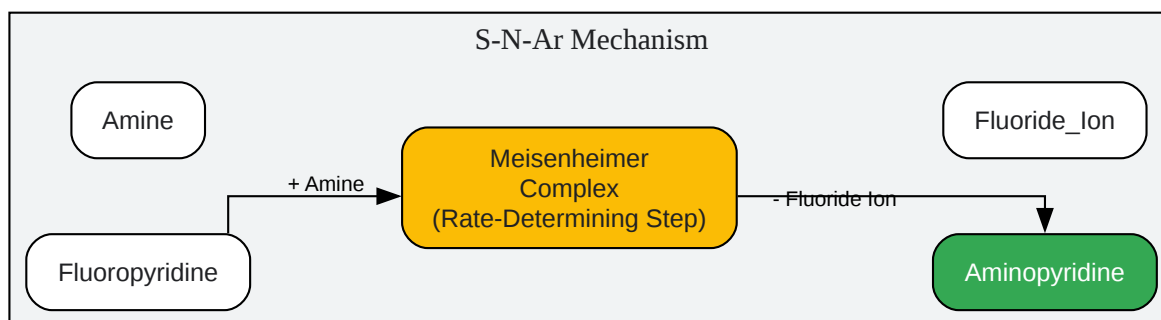 S-N-Ar Mechanism
Amine
Fluoride_Ion
Meisenheimer
Complex
(Rate-Determining Step)
+ Amine
- Fluoride Ion
Fluoropyridine
Aminopyridine